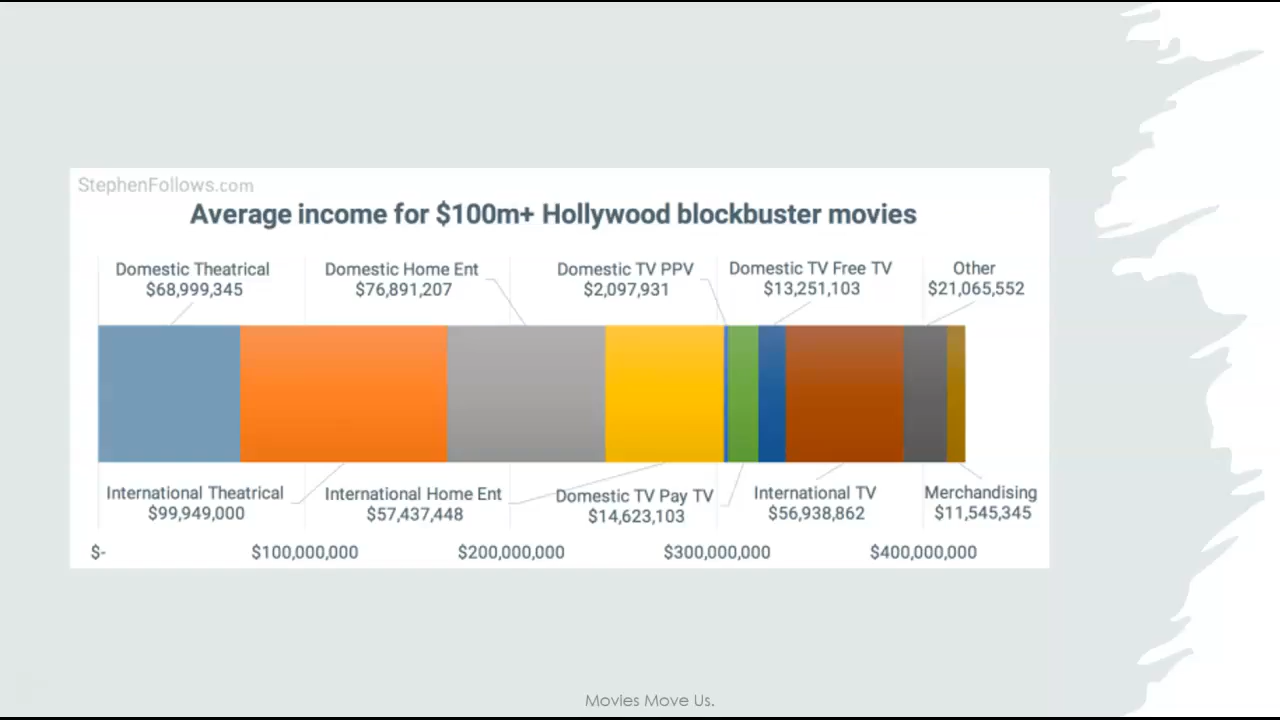 StephenFollows.com
Average income for $100m+ Hollywood blockbuster movies
Domestic Theatrical
$68,999,345
Domestic Home Ent
$76,891,207
Domestic TV PPV
$2,097,931
Domestic TV Free TV
$13,251,103
Other
$21,065,552
International Theatrical
$99,949,000
International Home Ent
$57,437,448
Domestic TV Pay TV
$14,623,103
International TV
$56,938,862
Merchandising
$11,545,345
$-
$100,000,000
$200,000,000
$300,000,000
$400,000,000
Movies Move Us.